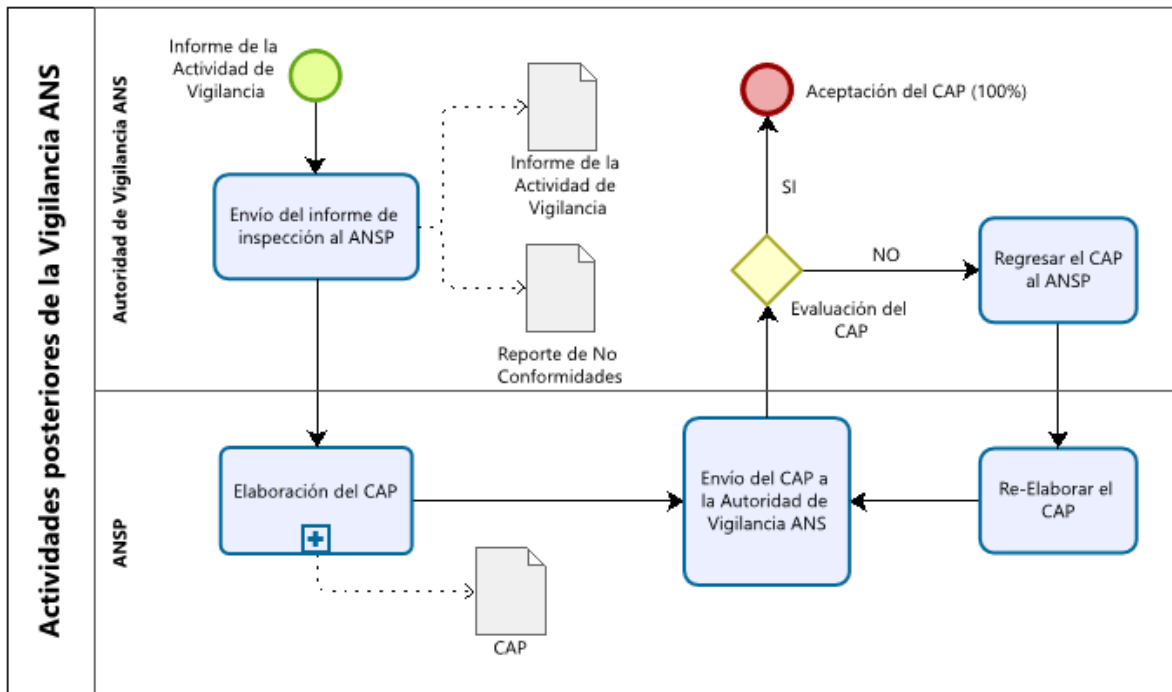 Actividades posteriores de la Vigilancia ANS
Autoridad de Vigilancia ANS
Informe de la
Actividad de
Vigilancia
Envío del informe de
inspección al ANSP
Informe de la
Actividad de
Vigilancia
Reporte de No
Conformidades
Aceptación del CAP (100%)
SI
NO
Evaluación del
CAP
Regresar el CAP
al ANSP
ANSP
Elaboración del CAP
CAP
Envío del CAP a
la Autoridad de
Vigilancia ANS
Re-Elaborar el
CAP